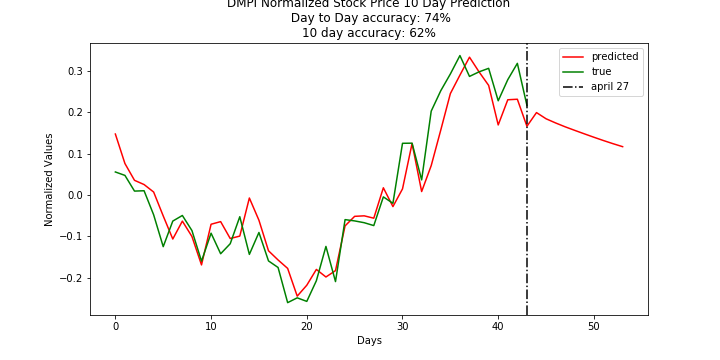 DMPI Normalized Stock Price 10 Day Prediction
Day to Day accuracy: 74%
10 day accuracy: 62%
predicted
true
april 27
Normalized Values
0.3
0.2
0.1
0.0
−0.1
−0.2
0
10
20
30
40
50
Days